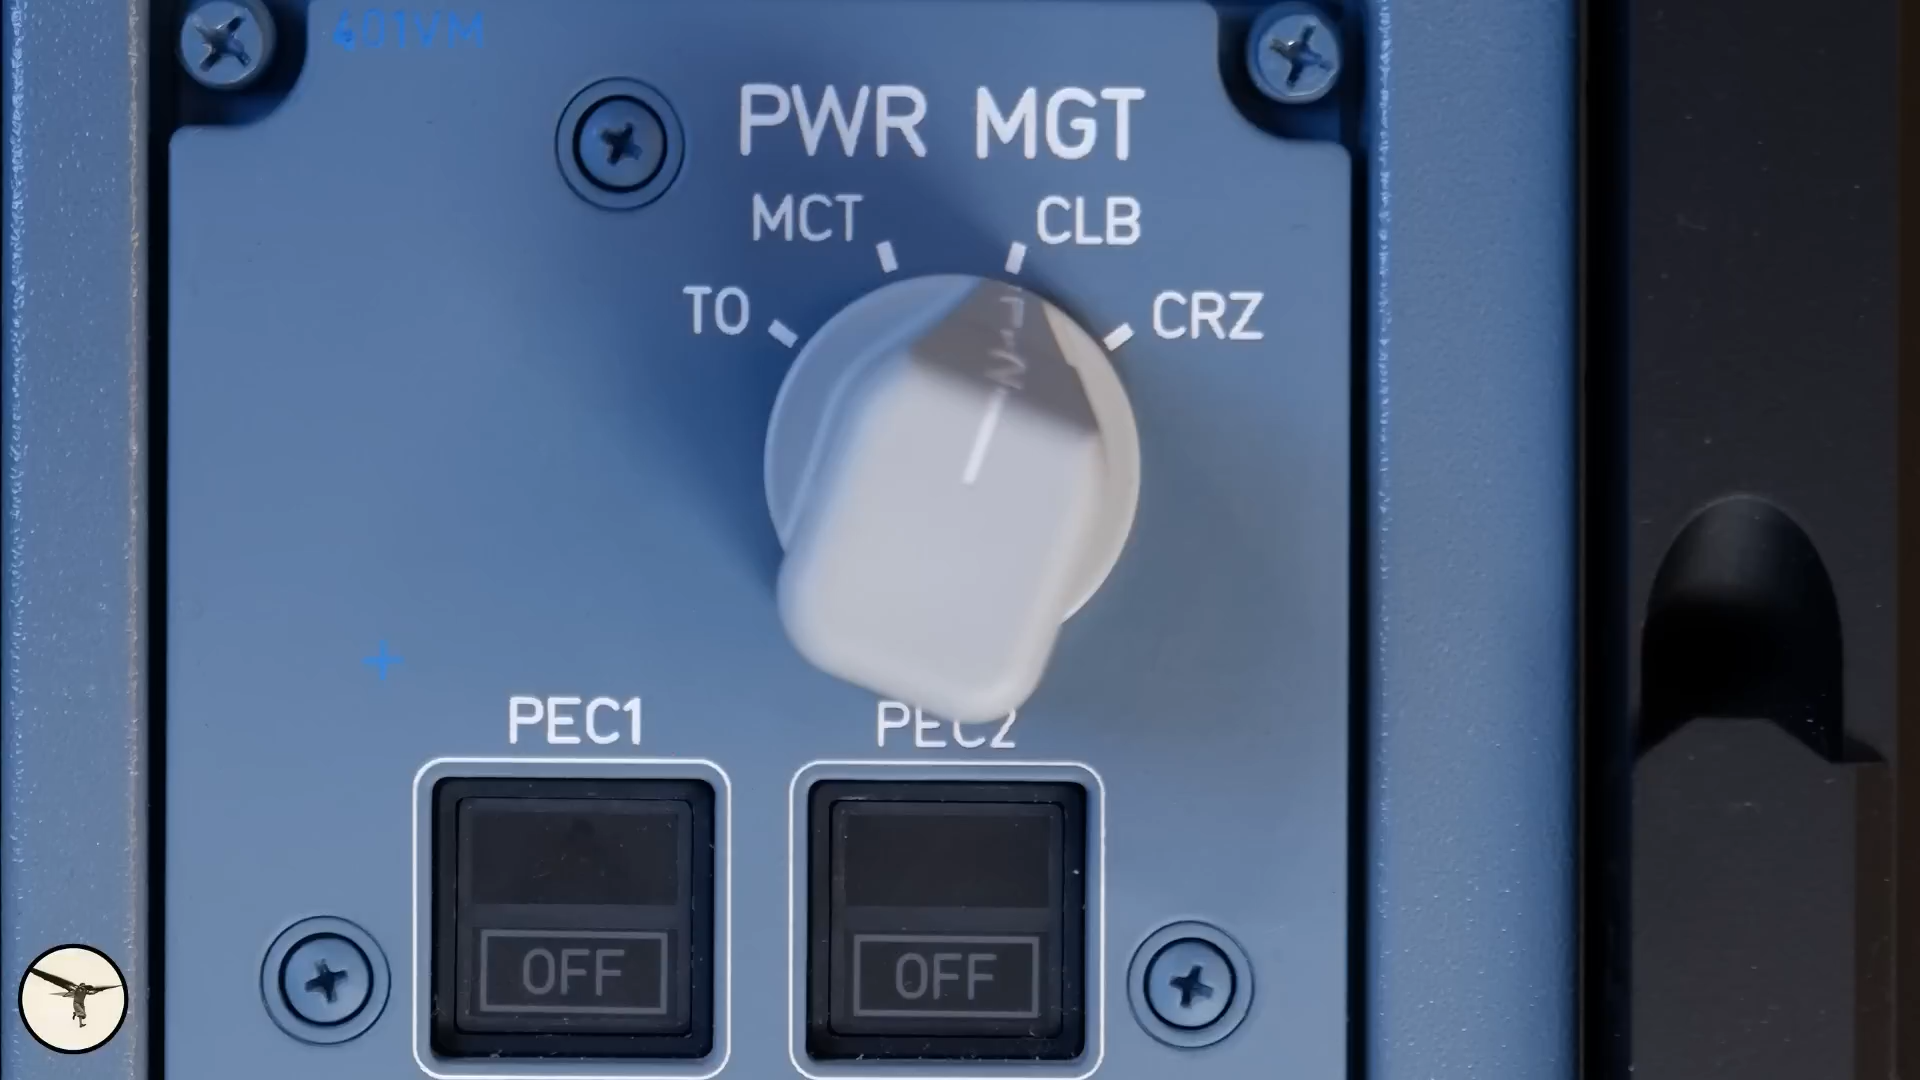 401VM
PWR MGT
MCT CLB
TO CRZ
PEC1 PEC2
OFF OFF